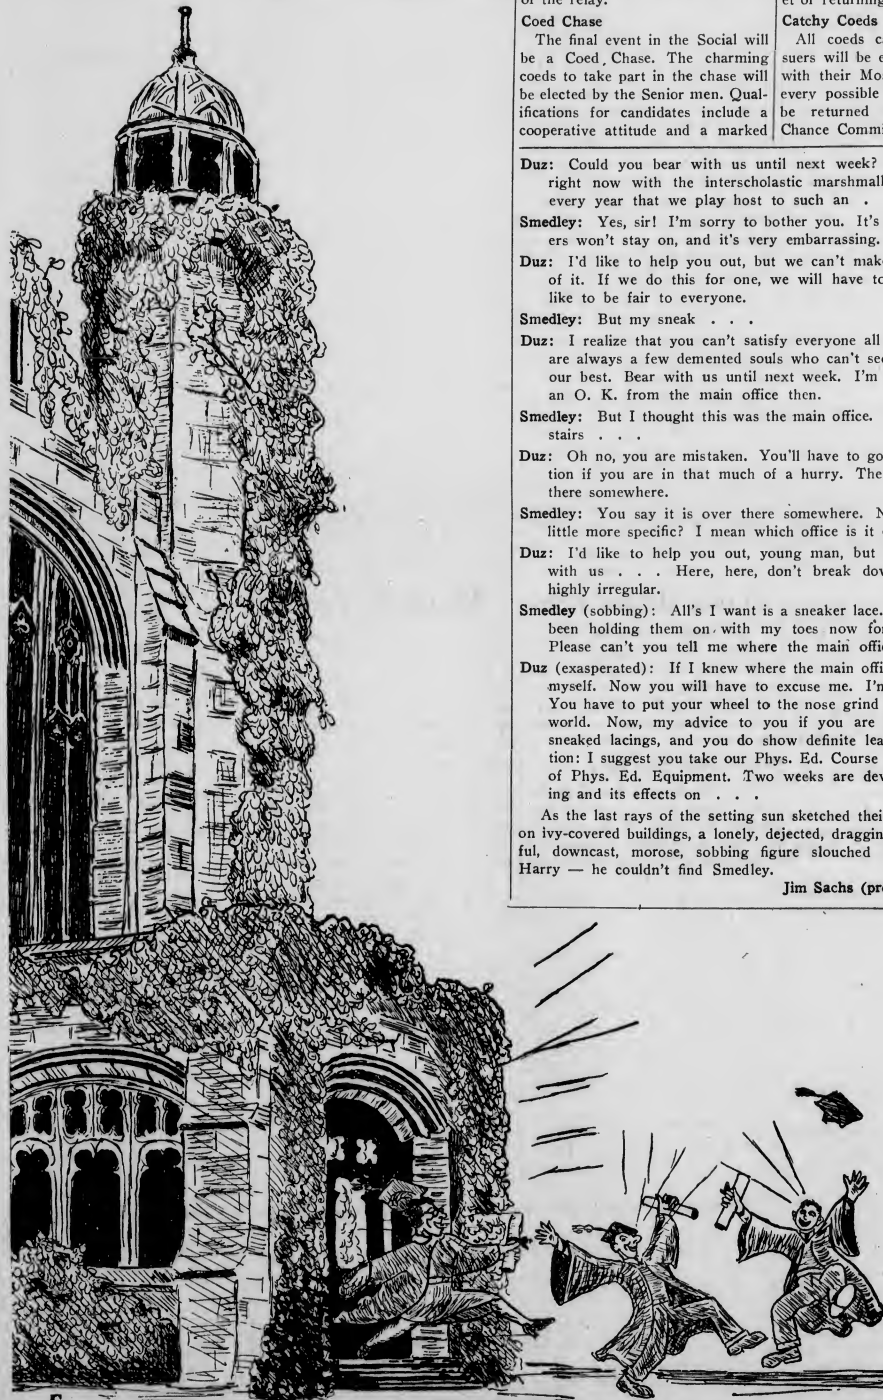 of the relay.
Coed Chase
The final event in the Social will
be a Coed Chase. The charming
coeds to take part in the chase will
be elected by the Senior men. Qual-
ifications for candidates include a
cooperative attitude and a marked
et of returning
Catchy Coeds
All coeds c
suers will be e
with their Mo
every possible
be returned
Chance Comm
Duz: Could you bear with us until next week?
right now with the interscholastic marshmall
every year that we play host to such an .
Smedley: Yes, sir! I'm sorry to bother you. It's
ers won't stay on, and it's very embarrassing.
Duz: I'd like to help you out, but we can't mak
of it. If we do this for one, we will have to
like to be fair to everyone.
Smedley: But my sneak . . .
Duz: I realize that you can't satisfy everyone all
are always a few demented souls who can't se
our best. Bear with us until next week. I'm
an O. K. from the main office then.
Smedley: But I thought this was the main office.
stairs . . .
Duz: Oh no, you are mistaken. You'll have to go
tion if you are in that much of a hurry. The
there somewhere.
Smedley: You say it is over there somewhere. N
little more specific? I mean which office is it
Duz: I'd like to help you out, young man, but
with us . . . Here, here, don't break dow
highly irregular.
Smedley (sobbing): All's I want is a sneaker lace.
been holding them on with my toes now for
Please can't you tell me where the main offic
Duz (exasperated): If I knew where the main offi
myself. Now you will have to excuse me. I'm
You have to put your wheel to the nose grind
world. Now, my advice to you if you are
sneaked lacings, and you do show definite lea
tion: I suggest you take our Phys. Ed. Course
of Phys. Ed. Equipment. Two weeks are dev
ing and its effects on . . .
As the last rays of the setting sun sketched thei
on ivy-covered buildings, a lonely, dejected, draggin
ful, downcast, morose, sobbing figure slouched
Harry — he couldn't find Smedley.
Jim Sachs (pr